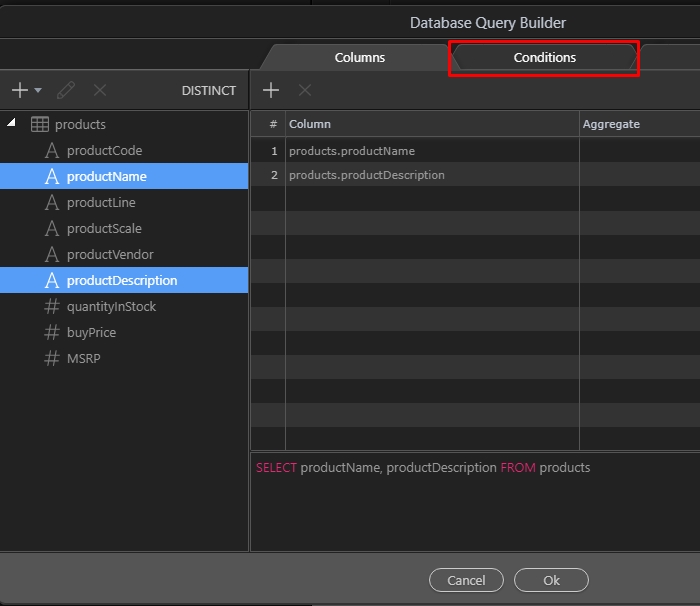 Database Query Builder
Columns
Conditions
DISTINCT
products
productCode
productName
productLine
productScale
productVendor
productDescription
quantityInStock
buyPrice
MSRP
# Column Aggregate
1 products.productName
2 products.productDescription
SELECT productName, productDescription FROM products
Cancel
Ok